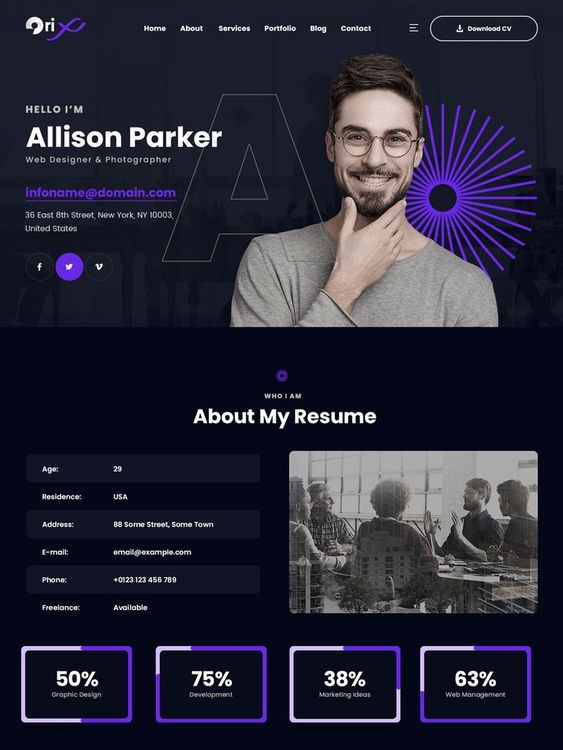 Ori
Home About Services Portfolio Blog Contact
Download CV
A
HELLO I'M
Allison Parker
Web Designer & Photographer
infoname@domain.com
36 East 8th Street, New York, NY 10003,
United States
WHO I AM
About My Resume
Age: 29
Residence: USA
Address: 88 Some Street, Some Town
E-mail: email@example.com
Phone: +0123 123 456 789
Freelance: Available
50%
Graphic Design
75%
Development
38%
Marketing Ideas
63%
Web Management